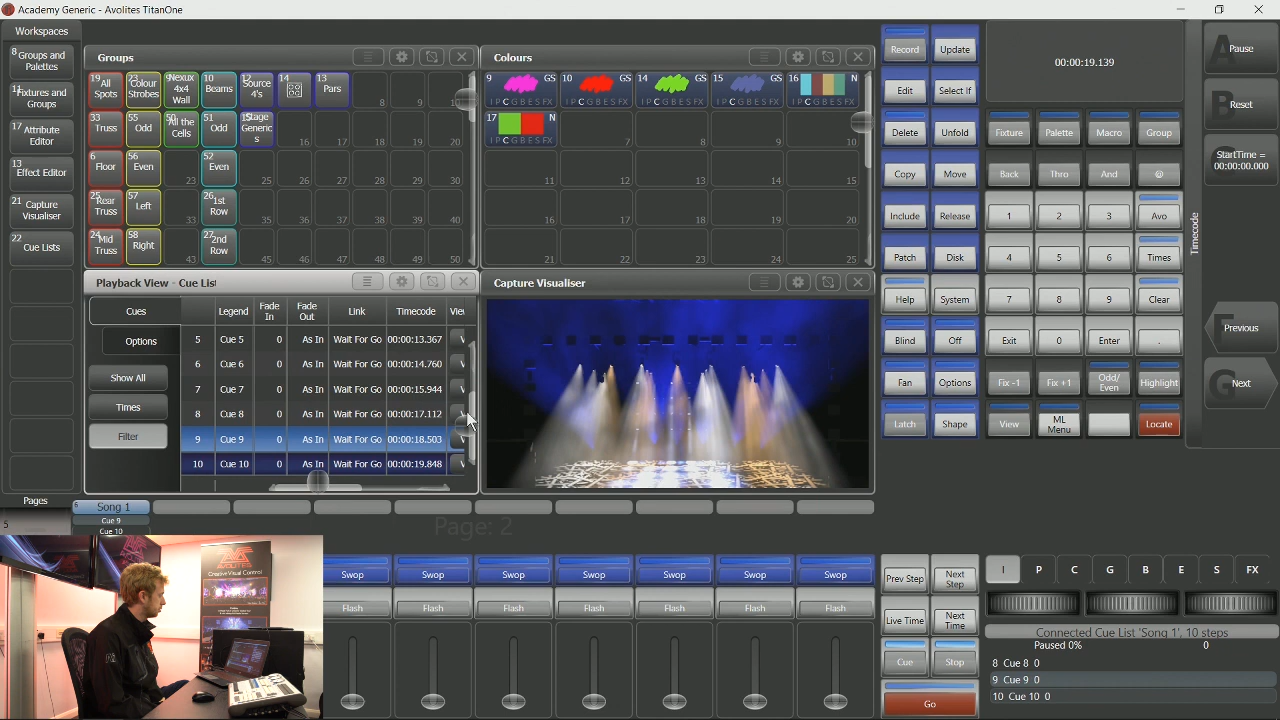 Academy Generic - Avolites TitanOne
Workspaces
8 Groups and Palettes
Fixtures and Groups
17 Attribute Editor
13 Effect Editor
21 Capture Visualiser
22 Cue Lists
Groups
19 All Spots
Colour Strobes
Nexus 4x4 Wall
10 Beams
12 Source 4's
14
13 Pars
8
9
10
33 Truss
55 Odd
All the Cells
51 Odd
Stage Generics
16
17
18
19
20
6 Floor
56 Even
23
52 Even
25
26
27
28
29
30
Rear Truss
57 Left
33
26 1st Row
35
36
37
38
39
40
24 Mid Truss
58 Right
43
27 2nd Row
45
46
47
48
49
50
Colours
9 GS
10 GS
14 GS
15 GS
16 N
I P C G B E S FX
I P C G B E S FX
I P C G B E S FX
I P C G B E S FX
I P C G B E S FX
17 N
I P C G B E S FX
7
8
9
10
11
12
13
14
15
16
17
18
19
20
21
22
23
24
25
Playback View - Cue List
Cues
Options
Show All
Times
Filter
Legend Fade In Fade Out Link Timecode
5 Cue 5 0 As In Wait For Go 00:00:13.367
6 Cue 6 0 As In Wait For Go 00:00:14.760
7 Cue 7 0 As In Wait For Go 00:00:15.944
8 Cue 8 0 As In Wait For Go 00:00:17.112
9 Cue 9 0 As In Wait For Go 00:00:18.503
10 Cue 10 As In Wait For Go 00:00:19.848
Capture Visualiser
Pages
5
6 Song 1
Cue 9
Cue 10
Page: 2
AVOLITES
Creative Visual Control
Swop Swop Swop Swop Swop Swop Swop
Flash Flash Flash Flash Flash Flash Flash
Record Update
Edit Select If
Delete Unfold
Copy Move
Include Release
Patch Disk
Help System
Blind Off
Fan Options
Latch Shape
00:00:19.139
Fixture Palette Macro Group
Back Thro And @
1 2 3 Avo
4 5 6 Times
7 8 9 Clear
Exit 0 Enter .
Fix -1 Fix +1 Odd/Even Highlight
View ML Menu Locate
Timecode
A Pause
B Reset
StartTime = 00:00:00.000
F Previous
G Next
Prev Step Next Step
Live Time Next Time
Cue Stop
Go
I P C G B E S FX
Connected Cue List 'Song 1', 10 steps
Paused 0% 0
8 Cue 8 0
9 Cue 9 0
10 Cue 10 0